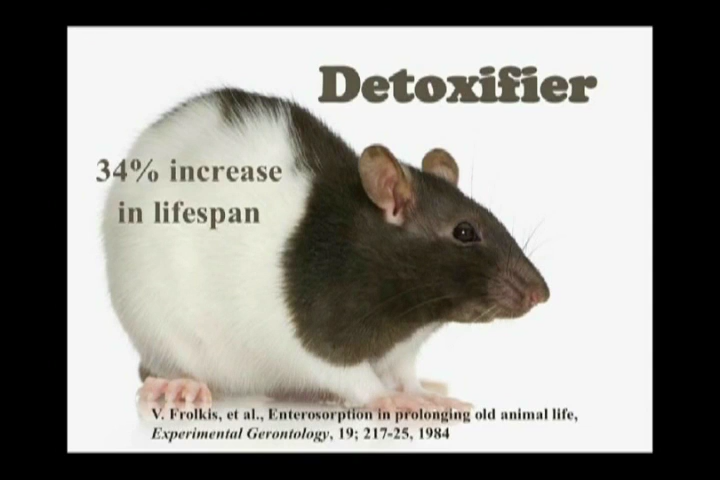 Detoxifier
34% increase
in lifespan
V. Frolkis, et al., Enterosorption in prolonging old animal life,
Experimental Gerontology, 19; 217-25, 1984